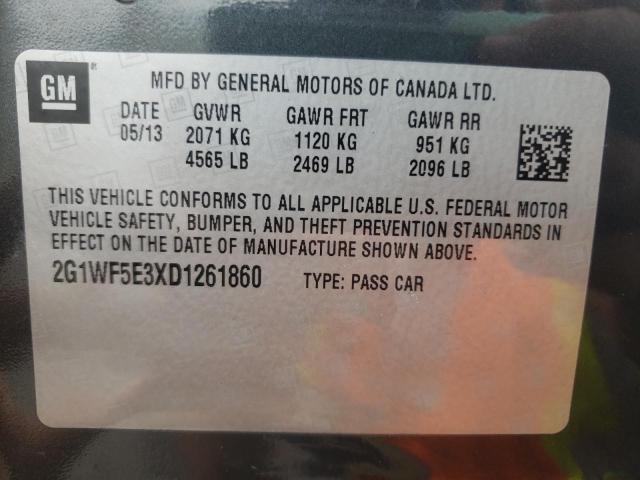 GM
MFD BY GENERAL MOTORS OF CANADA LTD.
DATE GVWR GAWR FRT GAWR RR
05/13 2071 KG 1120 KG 951 KG
4565 LB 2469 LB 2096 LB
THIS VEHICLE CONFORMS TO ALL APPLICABLE U.S. FEDERAL MOTOR
VEHICLE SAFETY, BUMPER, AND THEFT PREVENTION STANDARDS IN
EFFECT ON THE DATE OF MANUFACTURE SHOWN ABOVE.
2G1WF5E3XD1261860 TYPE: PASS CAR